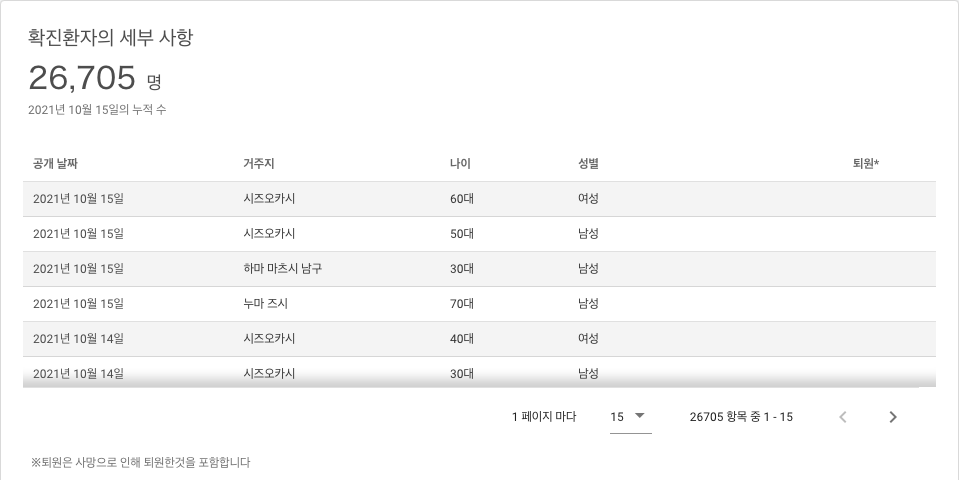 확진환자의 세부 사항
26,705 명
2021년 10월 15일의 누적 수
공개 날짜 거주지 나이 성별 퇴원*
2021년 10월 15일 시즈오카시 60대 여성
2021년 10월 15일 시즈오카시 50대 남성
2021년 10월 15일 하마 마츠시 남구 30대 남성
2021년 10월 15일 누마 즈시 70대 남성
2021년 10월 14일 시즈오카시 40대 여성
2021년 10월 14일 시즈오카시 30대 남성
1 페이지 마다 15 26705 항목 중 1 - 15
※퇴원은 사망으로 인해 퇴원한것을 포함합니다